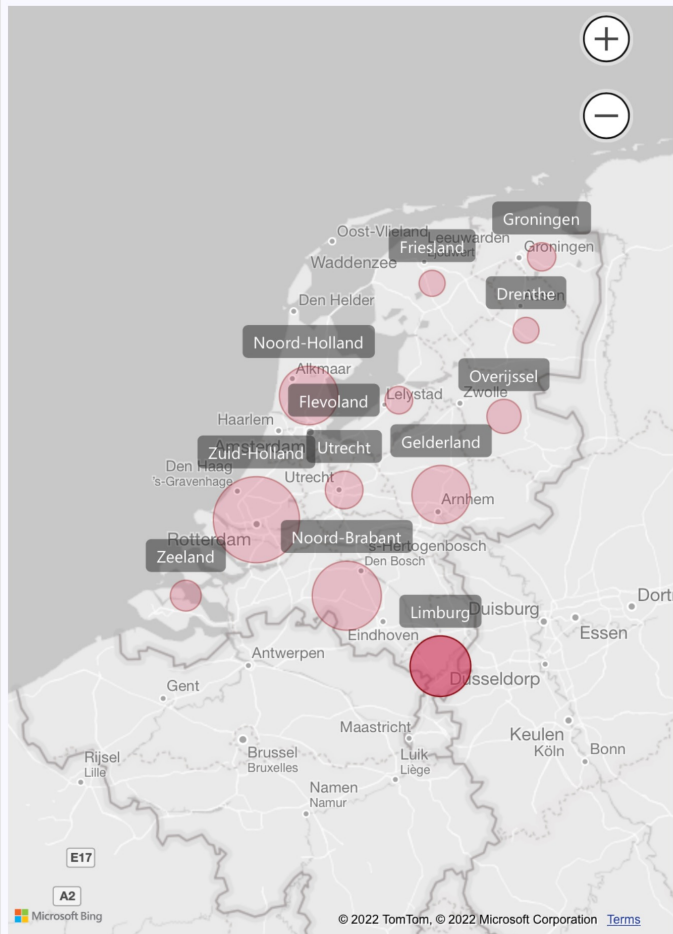 +
−
Groningen
Oost-Vlieland
Leeuwarden
Friesland
Groningen
Waddenzee
Drenthe
Den Helder
Noord-Holland
Alkmaar
Overijssel
Flevoland
Lelystad
Zwolle
Haarlem
Amsterdam
Utrecht
Gelderland
Zuid-Holland
Den Haag
's-Gravenhage
Utrecht
Arnhem
Rotterdam
Noord-Brabant
s-Hertogenbosch
Den Bosch
Zeeland
Limburg
Duisburg
Dort
Essen
Eindhoven
Antwerpen
Düsseldorp
Gent
Maastricht
Keulen
Köln
Bonn
Brussel
Bruxelles
Luik
Liège
Rijsel
Lille
Namen
Namur
E17
A2
Microsoft Bing
© 2022 TomTom, © 2022 Microsoft Corporation Terms